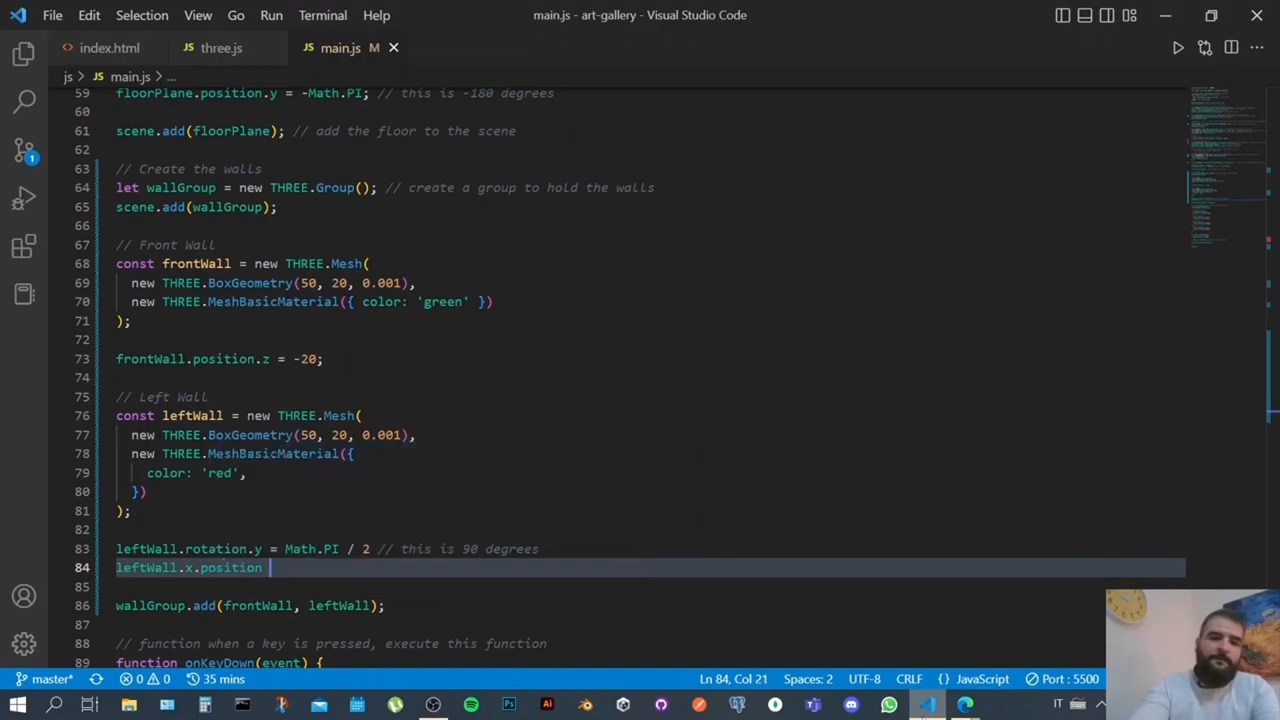 File Edit Selection View Go Run Terminal Help main.js - art-gallery - Visual Studio Code
index.html JS three.js JS main.js M
js > JS main.js > ...
59 floorPlane.position.y = -Math.PI; // this is -180 degrees
60
61 scene.add(floorPlane); // add the floor to the scene
62
63 // Create the walls
64 let wallGroup = new THREE.Group(); // create a group to hold the walls
65 scene.add(wallGroup);
66
67 // Front Wall
68 const frontWall = new THREE.Mesh(
69 new THREE.BoxGeometry(50, 20, 0.001),
70 new THREE.MeshBasicMaterial({ color: 'green' })
71 );
72
73 frontWall.position.z = -20;
74
75 // Left Wall
76 const leftWall = new THREE.Mesh(
77 new THREE.BoxGeometry(50, 20, 0.001),
78 new THREE.MeshBasicMaterial({
79 color: 'red',
80 })
81 );
82
83 leftWall.rotation.y = Math.PI / 2 // this is 90 degrees
84 leftWall.x.position
85
86 wallGroup.add(frontWall, leftWall);
87
88 // function when a key is pressed, execute this function
89 function onKeyDown(event) {
1
master* 0 0 35 mins Ln 84, Col 21 Spaces: 2 UTF-8 CRLF {} JavaScript Port : 5500
Ps Ai IT